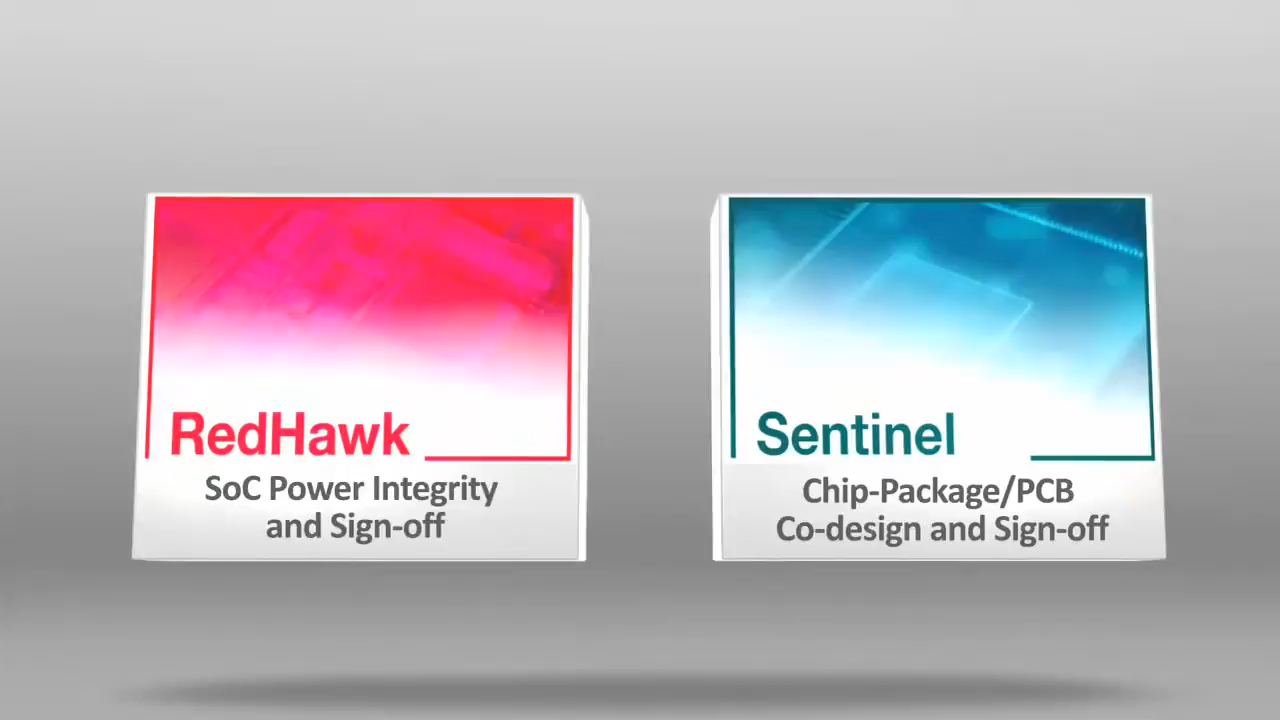 RedHawk
SoC Power Integrity
and Sign-off
Sentinel
Chip-Package/PCB
Co-design and Sign-off